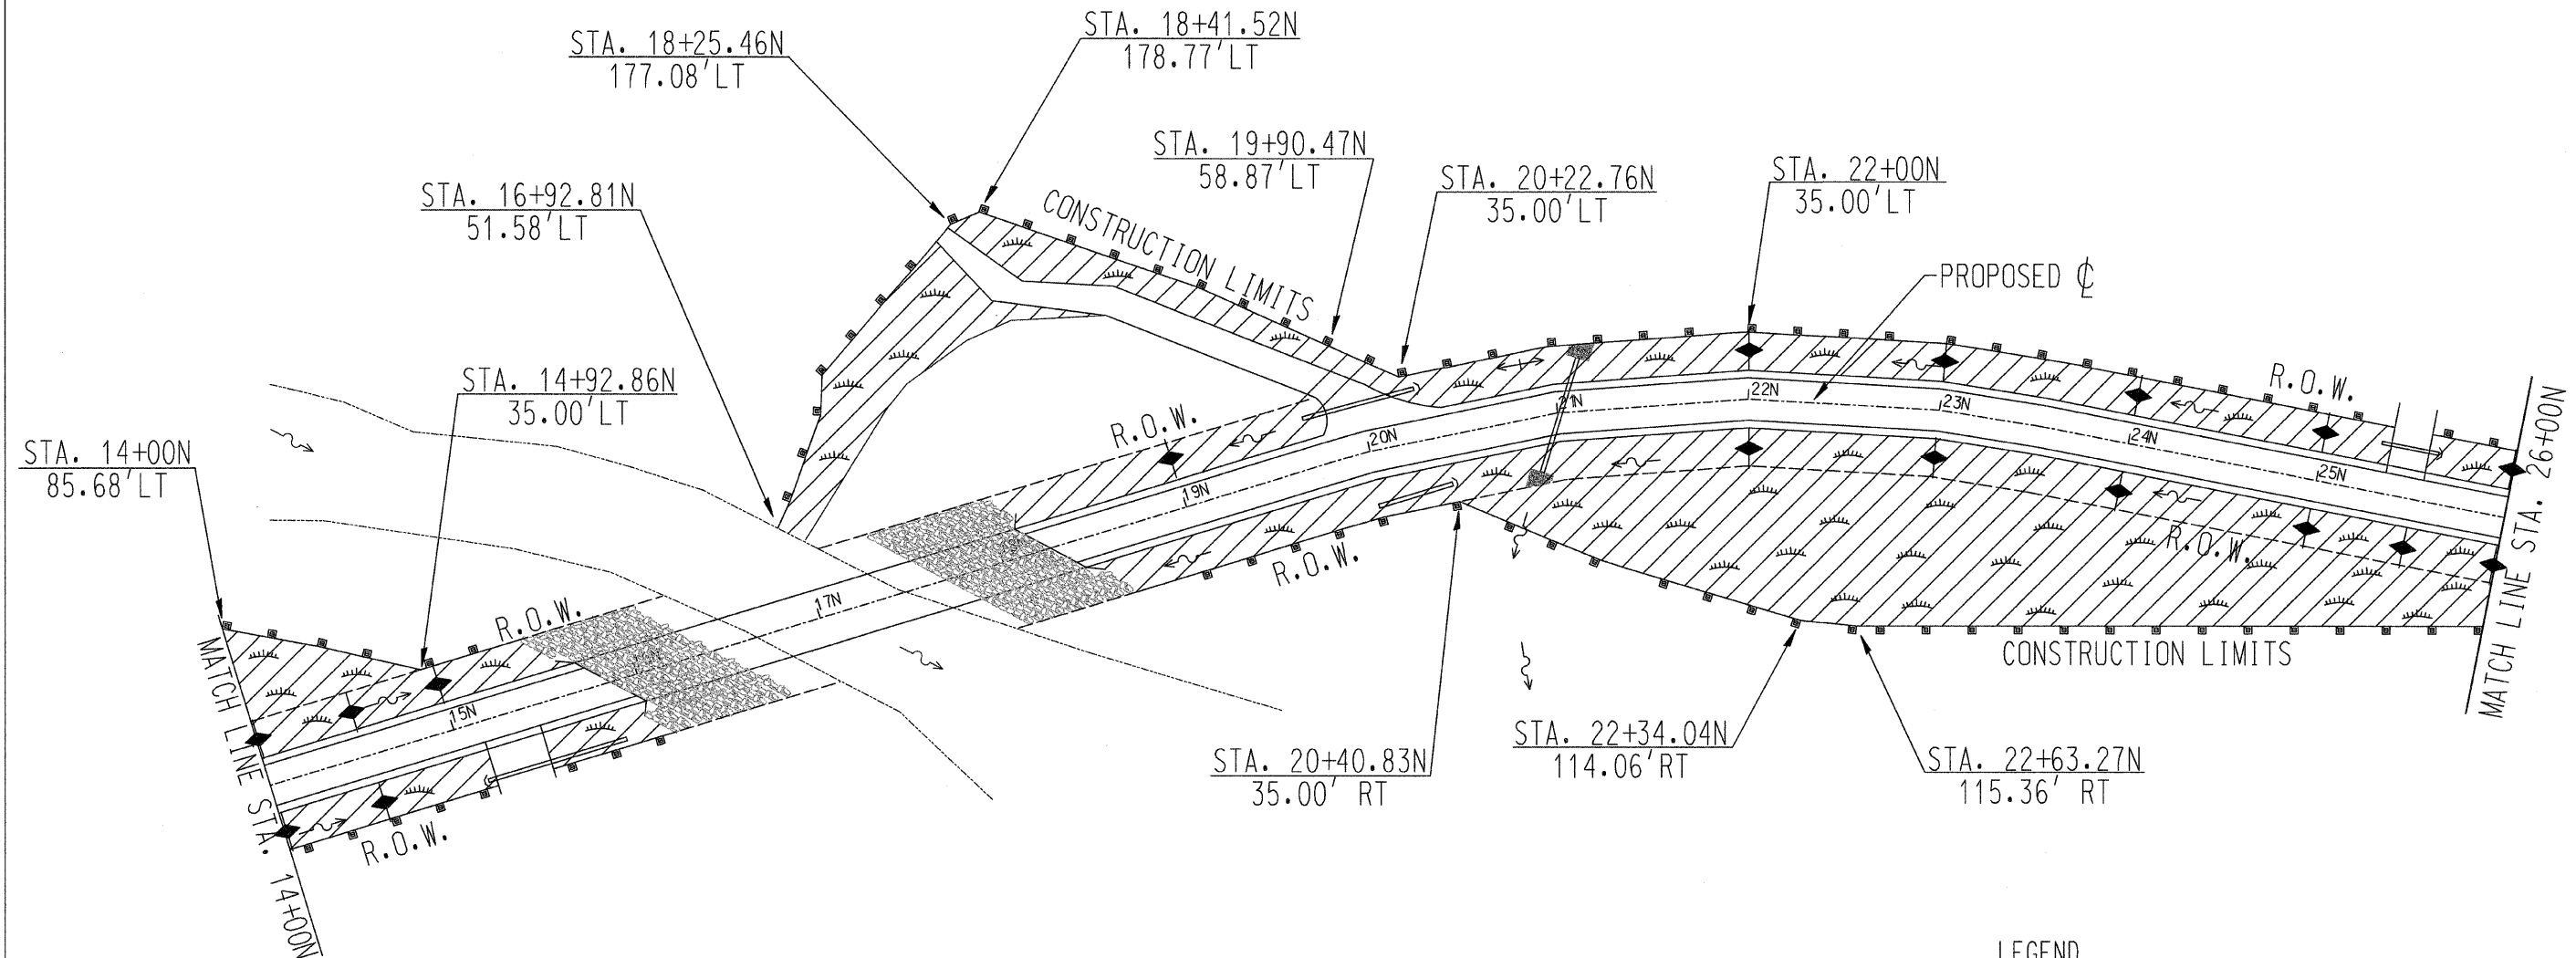 STA. 18+41.52N
178.77'LT
STA. 18+25.46N
177.08'LT
STA. 19+90.47N
58.87'LT
STA. 20+22.76N
35.00'LT
STA. 22+00N
35.00'LT
STA. 16+92.81N
51.58'LT
CONSTRUCTION LIMITS
PROPOSED ℄
STA. 14+92.86N
35.00'LT
STA. 14+00N
85.68'LT
R.O.W.
R.O.W.
R.O.W.
R.O.W.
R.O.W.
R.O.W.
15N
17N
19N
20N
21N
22N
23N
24N
25N
MATCH LINE STA. 14+00N
MATCH LINE STA. 26+00N
CONSTRUCTION LIMITS
STA. 20+40.83N
35.00' RT
STA. 22+34.04N
114.06'RT
STA. 22+63.27N
115.36' RT
LEGEND